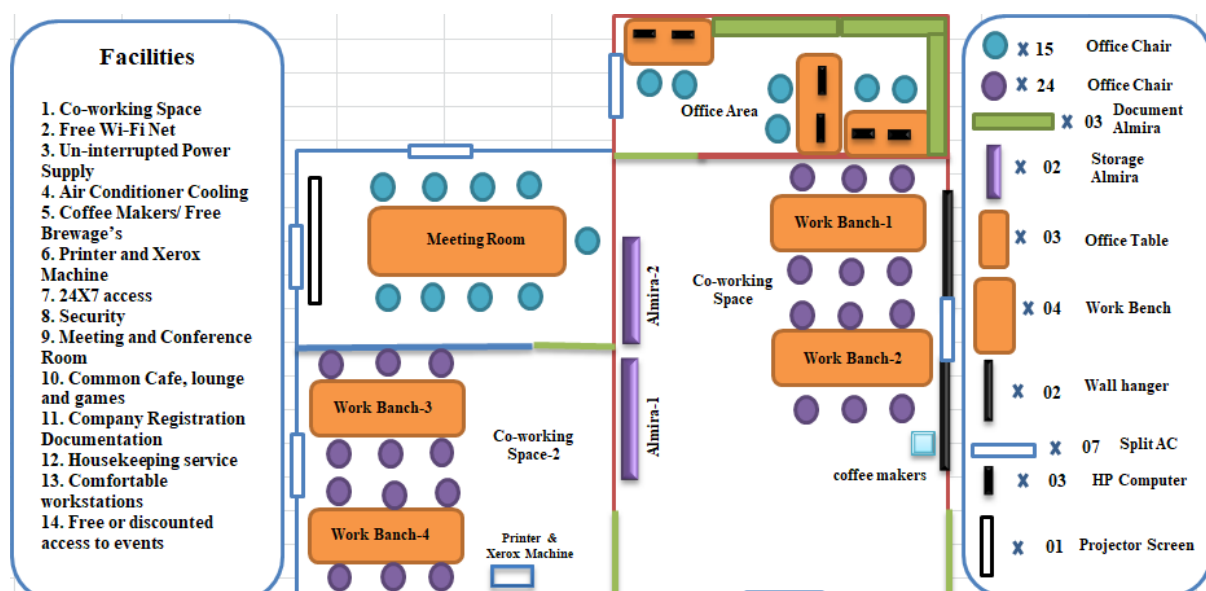 Facilities
1. Co-working Space
2. Free Wi-Fi Net
3. Un-interrupted Power
Supply
4. Air Conditioner Cooling
5. Coffee Makers/ Free
Brewage's
6. Printer and Xerox
Machine
7. 24X7 access
8. Security
9. Meeting and Conference
Room
10. Common Cafe, lounge
and games
11. Company Registration
Documentation
12. Housekeeping service
13. Comfortable
workstations
14. Free or discounted
access to events
Office Area
Meeting Room
Work Banch-1
Co-working
Space
Almira-2
Work Banch-2
Almira-1
Work Banch-3
Co-working
Space-2
coffee makers
Work Banch-4
Printer &
Xerox Machine
x 15 Office Chair
x 24 Office Chair
x 03 Document
Almira
x 02 Storage
Almira
x 03 Office Table
x 04 Work Bench
x 02 Wall hanger
x 07 Split AC
x 03 HP Computer
x 01 Projector Screen